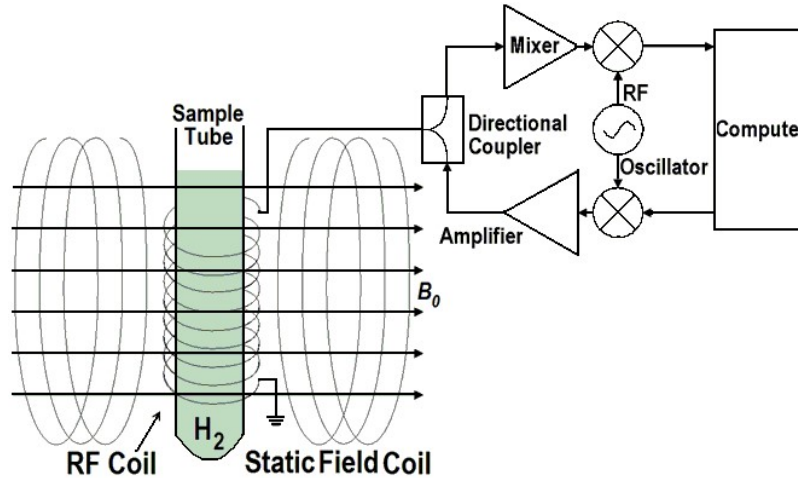 Mixer
RF
Sample
Tube
Directional
Coupler
Compute
Oscillator
Amplifier
B0
H2
RF Coil
Static Field Coil